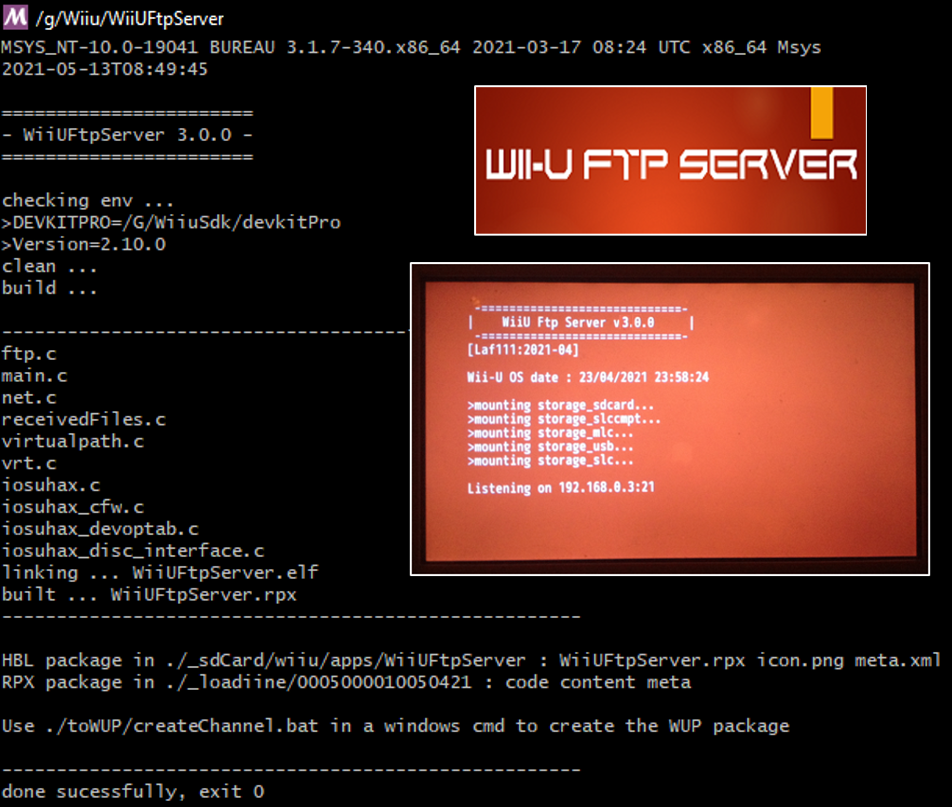 M /g/Wiiu/WiiUFtpServer
MSYS_NT-10.0-19041 BUREAU 3.1.7-340.x86_64 2021-03-17 08:24 UTC x86_64 Msys
2021-05-13T08:49:45
=======================
- WiiUFtpServer 3.0.0 -
=======================
checking env ...
>DEVKITPRO=/G/WiiuSdk/devkitPro
>Version=2.10.0
clean ...
build ...
-----------------------------------------------------
ftp.c
main.c
net.c
receivedFiles.c
virtualpath.c
vrt.c
iosuhax.c
iosuhax_cfw.c
iosuhax_devoptab.c
iosuhax_disc_interface.c
linking ... WiiUFtpServer.elf
built ... WiiUFtpServer.rpx
-----------------------------------------------------
HBL package in ./_sdCard/wiiu/apps/WiiUFtpServer : WiiUFtpServer.rpx icon.png meta.xml
RPX package in ./_loadiine/0005000010050421 : code content meta
Use ./toWUP/createChannel.bat in a windows cmd to create the WUP package
-----------------------------------------------------
done sucessfully, exit 0
WII-U FTP SERVER
-=============================-
| WiiU Ftp Server v3.0.0 |
-=============================-
[Laf111:2021-04]
Wii-U OS date : 23/04/2021 23:58:24
>mounting storage_sdcard...
>mounting storage_slccmpt...
>mounting storage_mlc...
>mounting storage_usb...
>mounting storage_slc...
Listening on 192.168.0.3:21